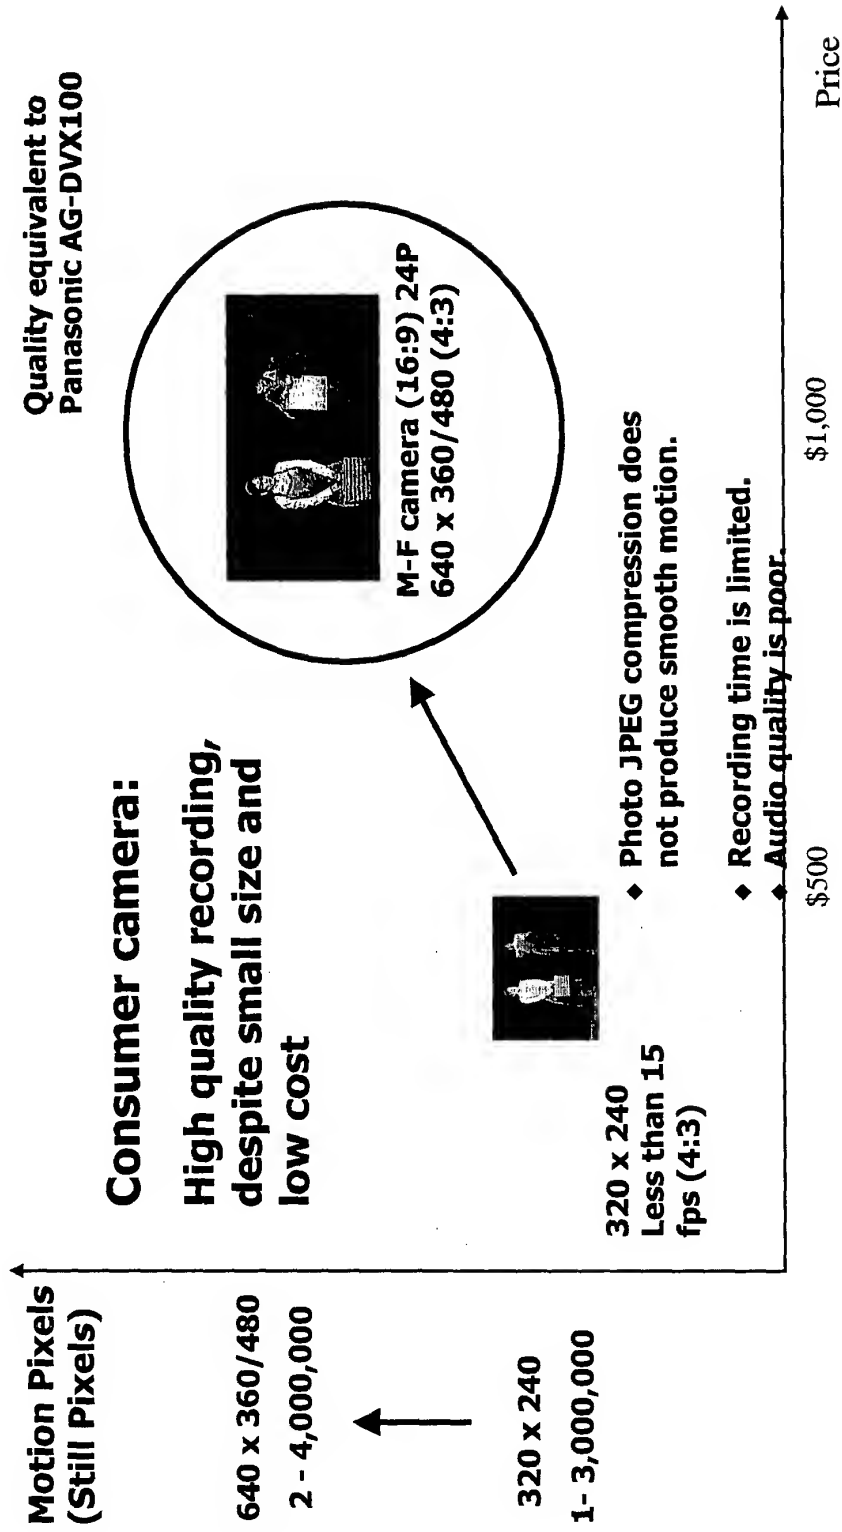 Motion Pixels
(Still Pixels)
640 x 360/480
2 - 4,000,000
320 x 240
1- 3,000,000
Consumer camera:
High quality recording,
despite small size and
low cost
Quality equivalent to
Panasonic AG-DVX100
M-F camera (16:9) 24P
640 x 360/480 (4:3)
320 x 240
Less than 15
fps (4:3)
◆ Photo JPEG compression does
not produce smooth motion.
◆ Recording time is limited.
◆ Audio quality is poor.
$500
$1,000
Price